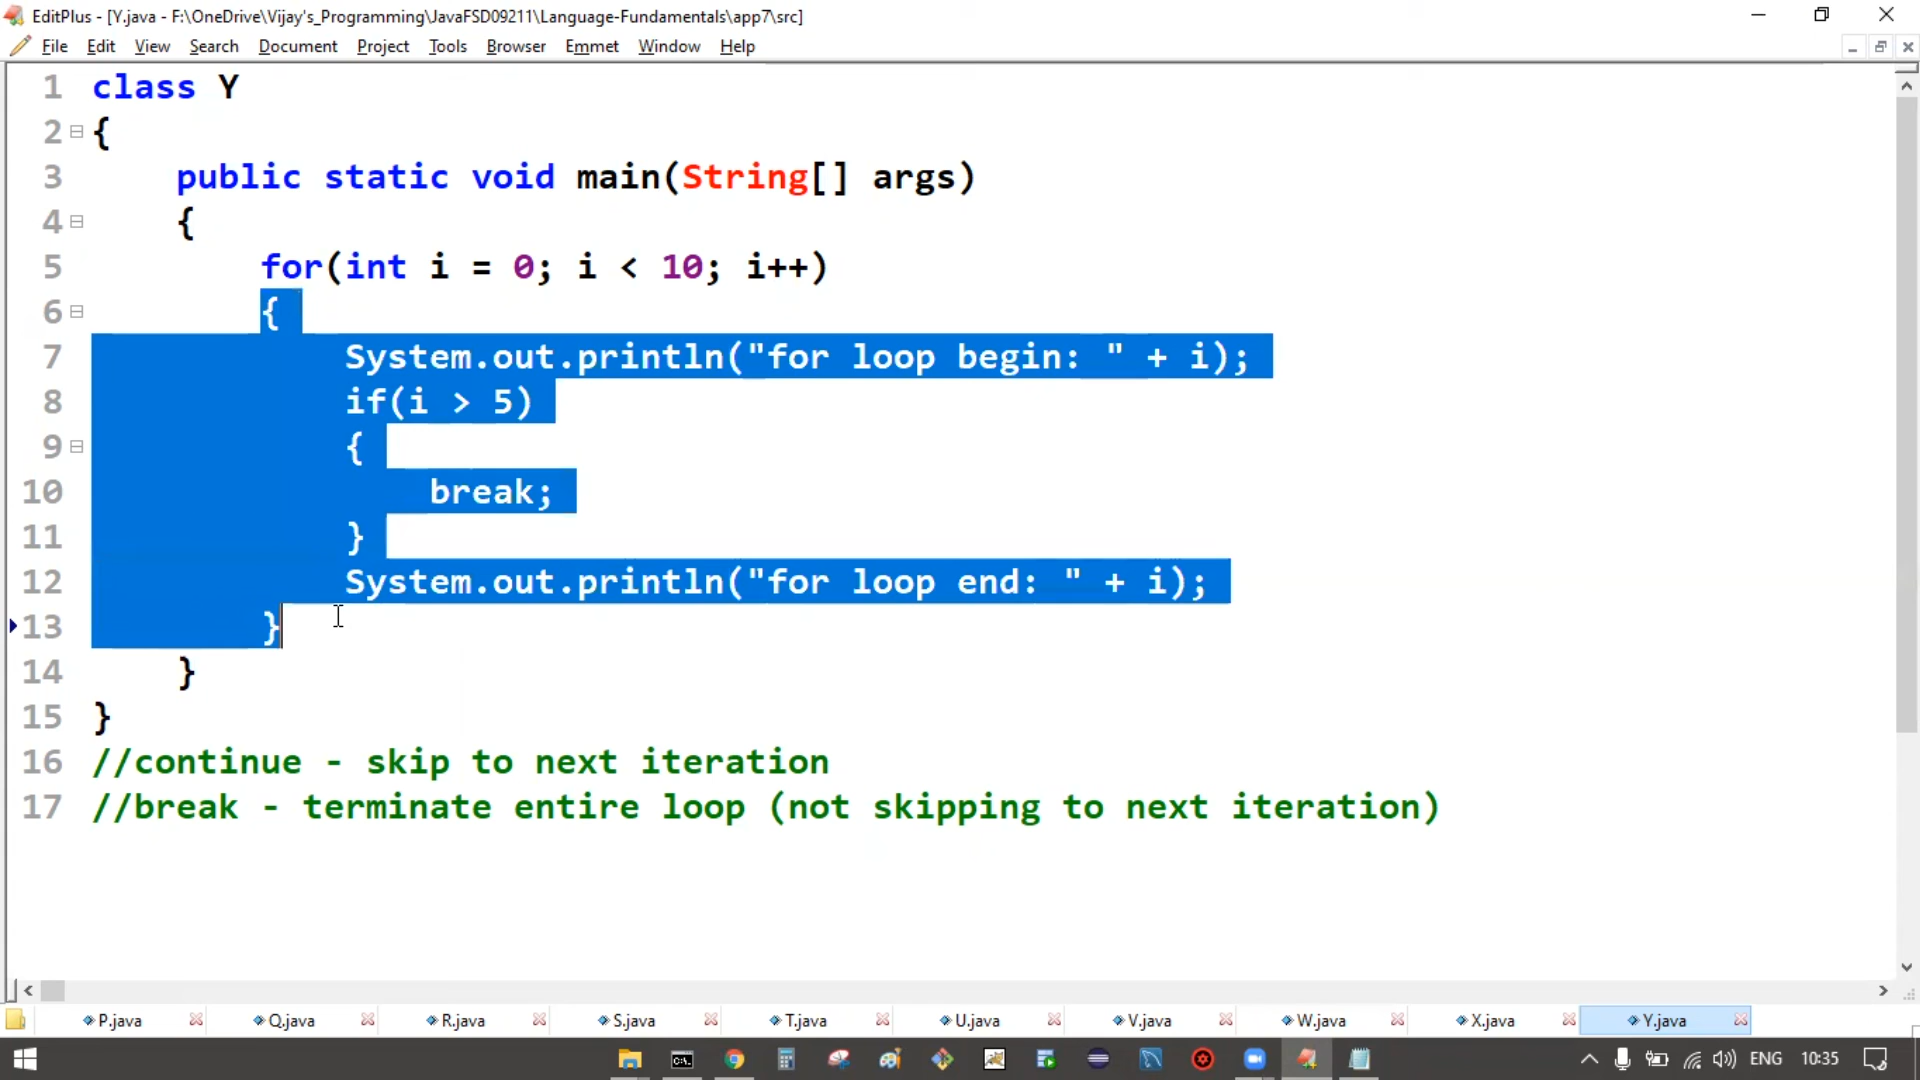 EditPlus - [Y.java - F:\OneDrive\Vijay's_Programming\JavaFSD09211\Language-Fundamentals\app7\src]
File Edit View Search Document Project Tools Browser Emmet Window Help
1 class Y
2 {
3 public static void main(String[] args)
4 {
5 for(int i = 0; i < 10; i++)
6 {
7 System.out.println("for loop begin: " + i);
8 if(i > 5)
9 {
10 break;
11 }
12 System.out.println("for loop end: " + i);
13 }
14 }
15 }
16 //continue - skip to next iteration
17 //break - terminate entire loop (not skipping to next iteration)
P.java Q.java R.java S.java T.java U.java V.java W.java X.java Y.java
ENG 10:35